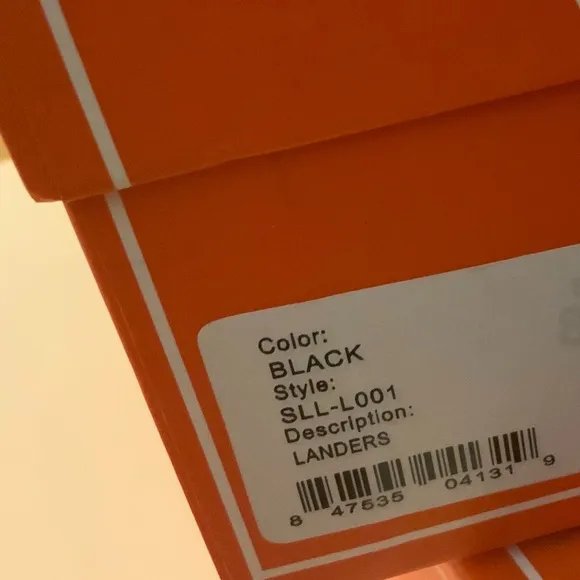 Color:
BLACK
Style:
SLL-L001
Description:
LANDERS
8 47535 04131 9